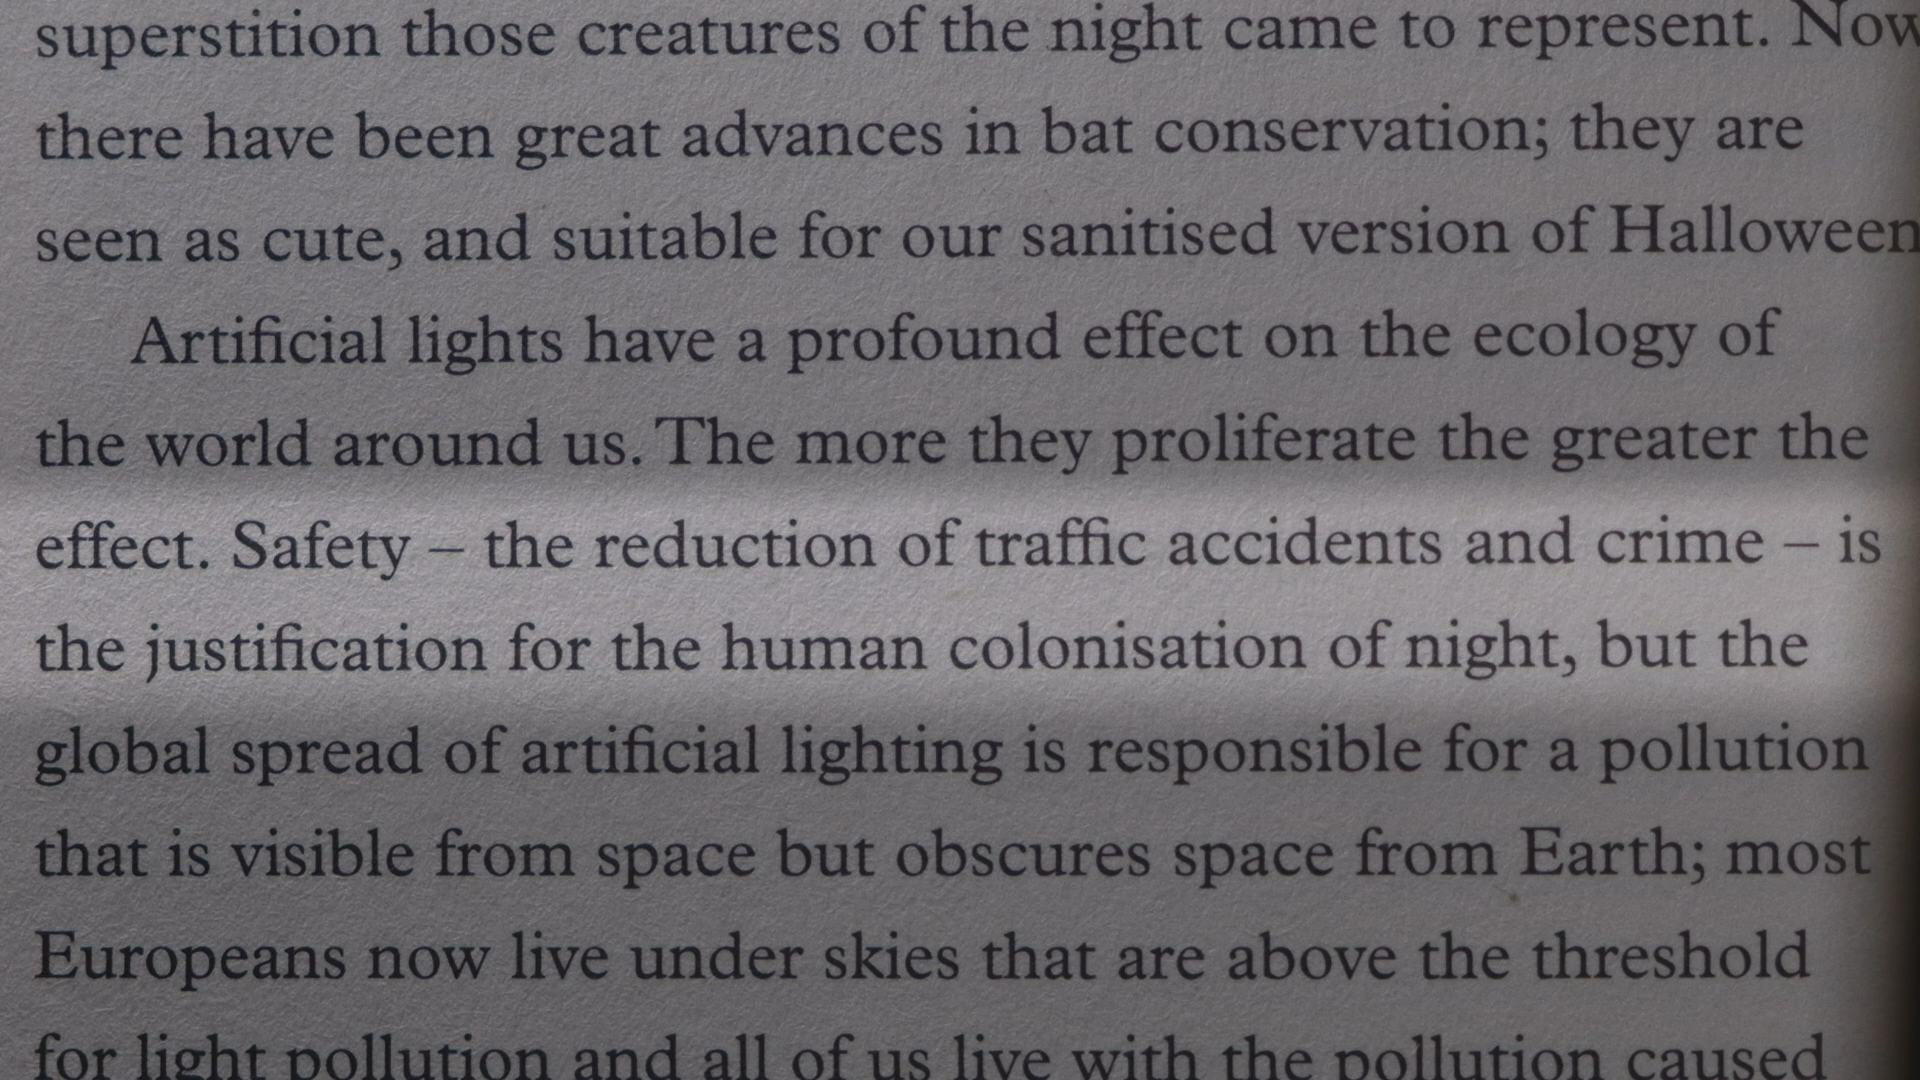 superstition those creatures of the night came to represent. Now
there have been great advances in bat conservation; they are
seen as cute, and suitable for our sanitised version of Halloween
Artificial lights have a profound effect on the ecology of
the world around us. The more they proliferate the greater the
effect. Safety – the reduction of traffic accidents and crime – is
the justification for the human colonisation of night, but the
global spread of artificial lighting is responsible for a pollution
that is visible from space but obscures space from Earth; most
Europeans now live under skies that are above the threshold
for light pollution and all of us live with the pollution caused